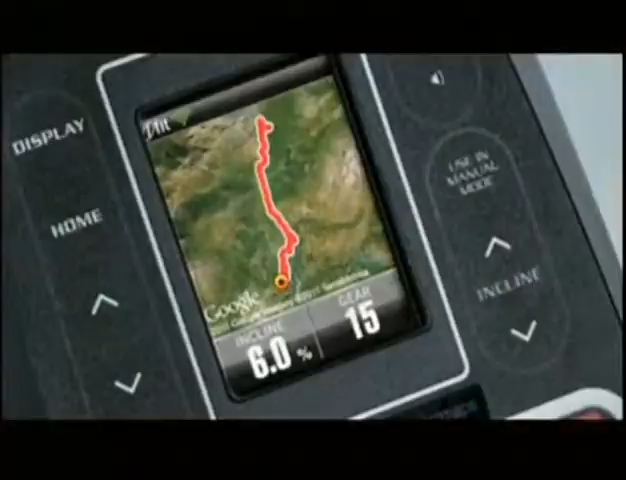 DISPLAY
HOME
USE IN
MANUAL
MODE
INCLINE
Google
INCLINE
6.0 %
GEAR
15